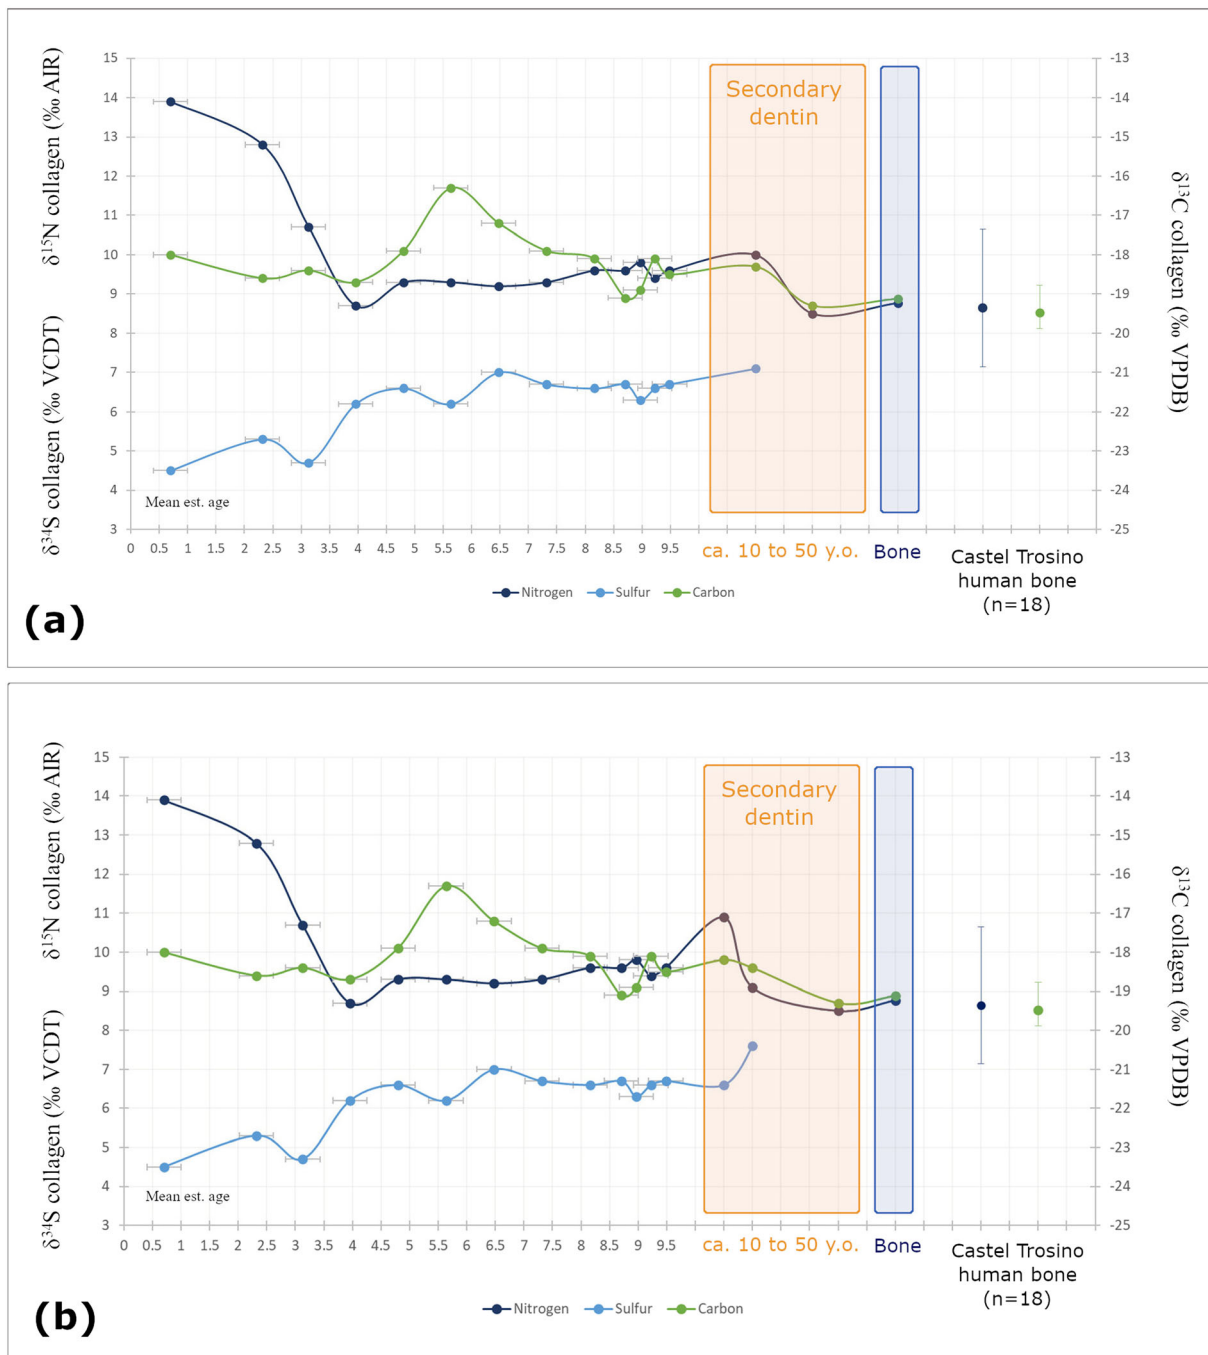 δ¹⁵N collagen (‰ AIR)
δ³⁴S collagen (‰ VCDT)
15
14
13
12
11
10
9
8
7
6
5
4
3
Secondary
dentin
-13
-14
-15
-16
-17
-18
-19
-20
-21
-22
-23
-24
-25
δ¹³C collagen (‰ VPDB)
Mean est. age
0 0.5 1 1.5 2 2.5 3 3.5 4 4.5 5 5.5 6 6.5 7 7.5 8 8.5 9 9.5
ca. 10 to 50 y.o.
Bone
Castel Trosino
human bone
(n=18)
Nitrogen Sulfur Carbon
(a)
δ¹⁵N collagen (‰ AIR)
δ³⁴S collagen (‰ VCDT)
15
14
13
12
11
10
9
8
7
6
5
4
3
Secondary
dentin
-13
-14
-15
-16
-17
-18
-19
-20
-21
-22
-23
-24
-25
δ¹³C collagen (‰ VPDB)
Mean est. age
0 0.5 1 1.5 2 2.5 3 3.5 4 4.5 5 5.5 6 6.5 7 7.5 8 8.5 9 9.5
ca. 10 to 50 y.o.
Bone
Castel Trosino
human bone
(n=18)
Nitrogen Sulfur Carbon
(b)